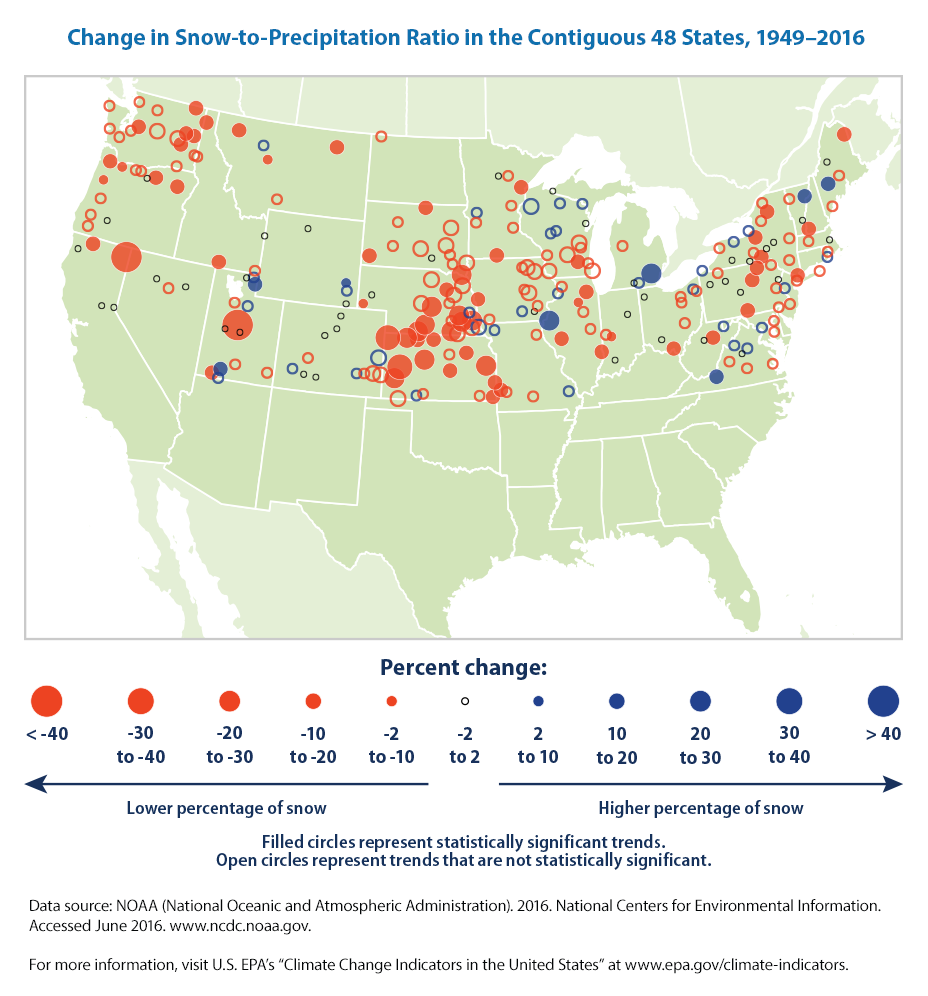 Change in Snow-to-Precipitation Ratio in the Contiguous 48 States, 1949–2016
Percent change:
< -40
-30 to -40
-20 to -30
-10 to -20
-2 to -10
-2 to 2
2 to 10
10 to 20
20 to 30
30 to 40
> 40
Lower percentage of snow
Higher percentage of snow
Filled circles represent statistically significant trends.
Open circles represent trends that are not statistically significant.
Data source: NOAA (National Oceanic and Atmospheric Administration). 2016. National Centers for Environmental Information.
Accessed June 2016. www.ncdc.noaa.gov.
For more information, visit U.S. EPA’s “Climate Change Indicators in the United States” at www.epa.gov/climate-indicators.